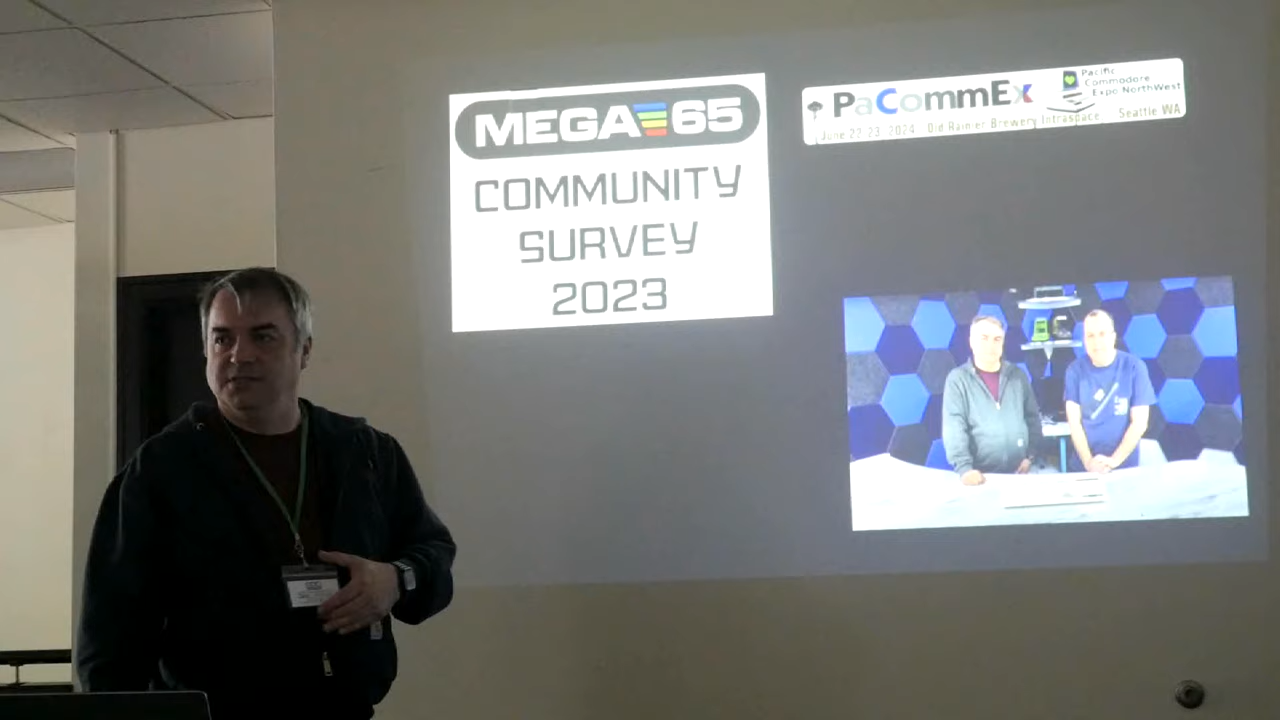 MEGA65
COMMUNITY
SURVEY
2023
PaCommEx
Pacific
Commodore
Expo NorthWest
June 22-23, 2024 Old Rainier Brewery Intraspace Seattle WA